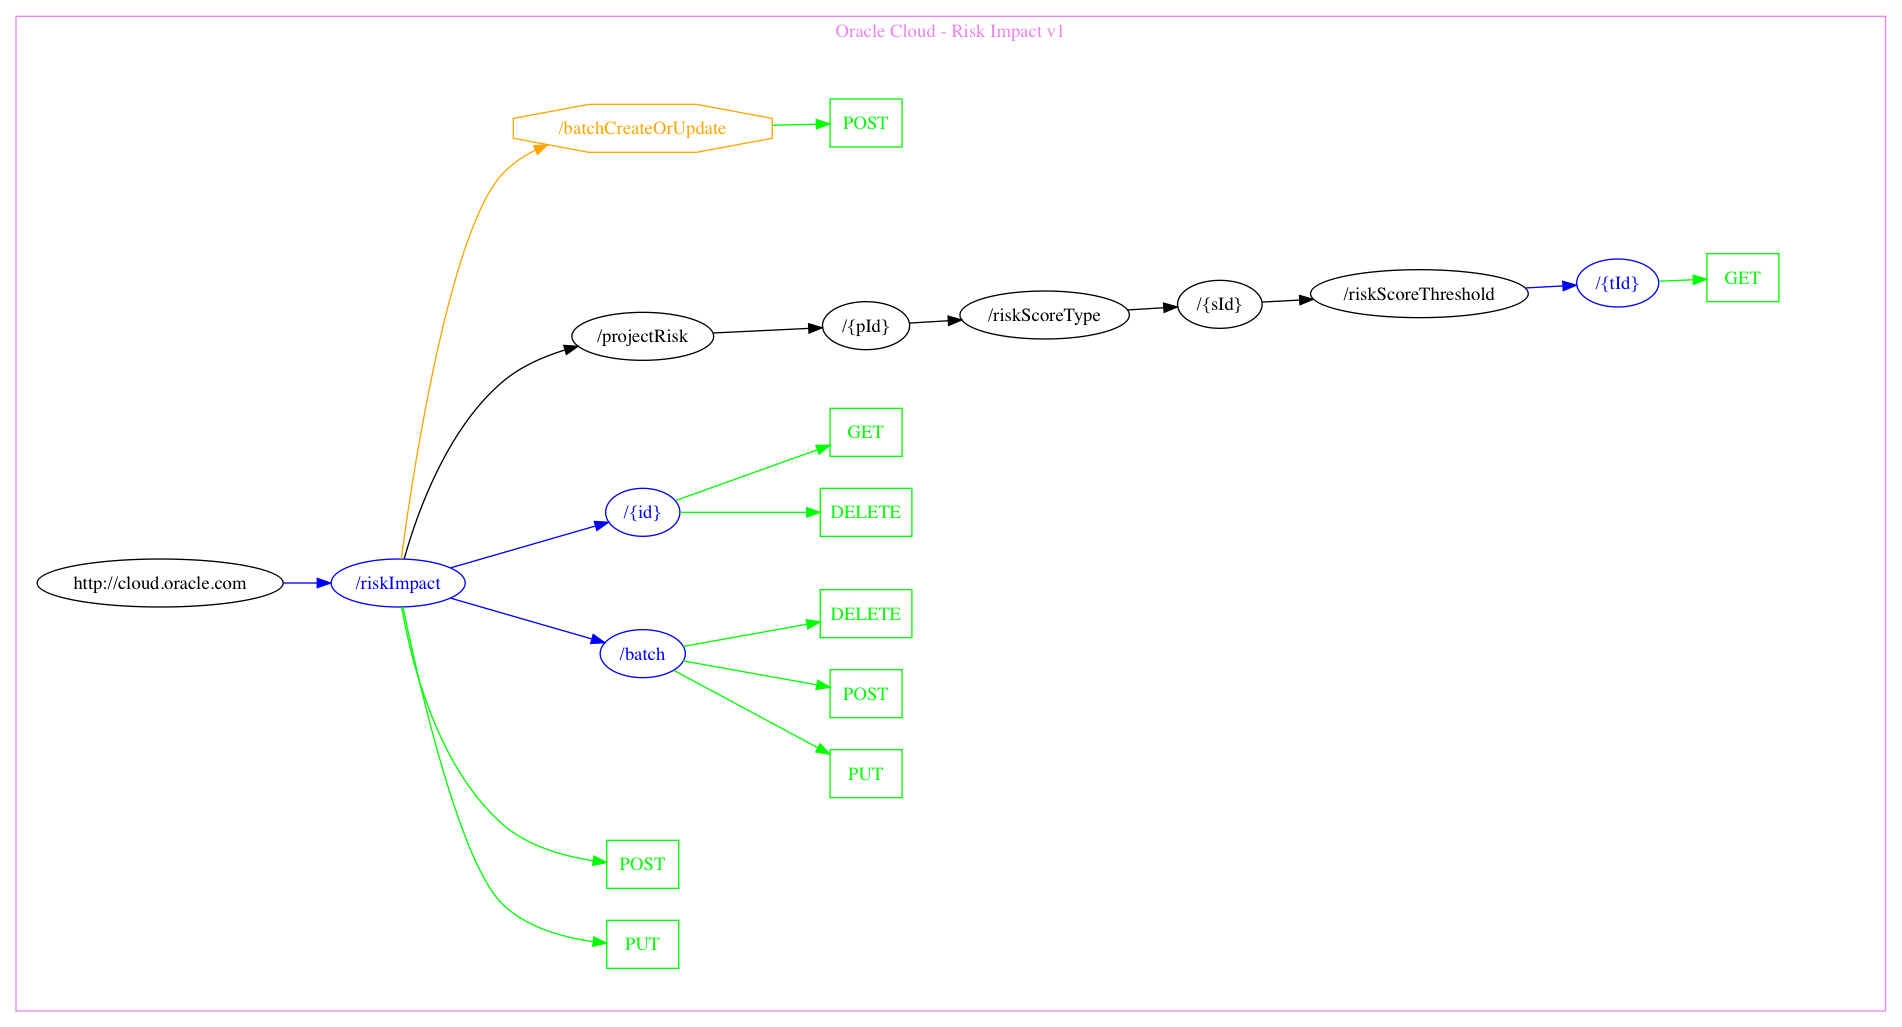 Oracle Cloud - Risk Impact v1
/batchCreateOrUpdate
POST
/projectRisk
/{pId}
/riskScoreType
/{sId}
/riskScoreThreshold
/{tId}
GET
GET
/{id}
DELETE
http://cloud.oracle.com
/riskImpact
DELETE
/batch
POST
PUT
POST
PUT